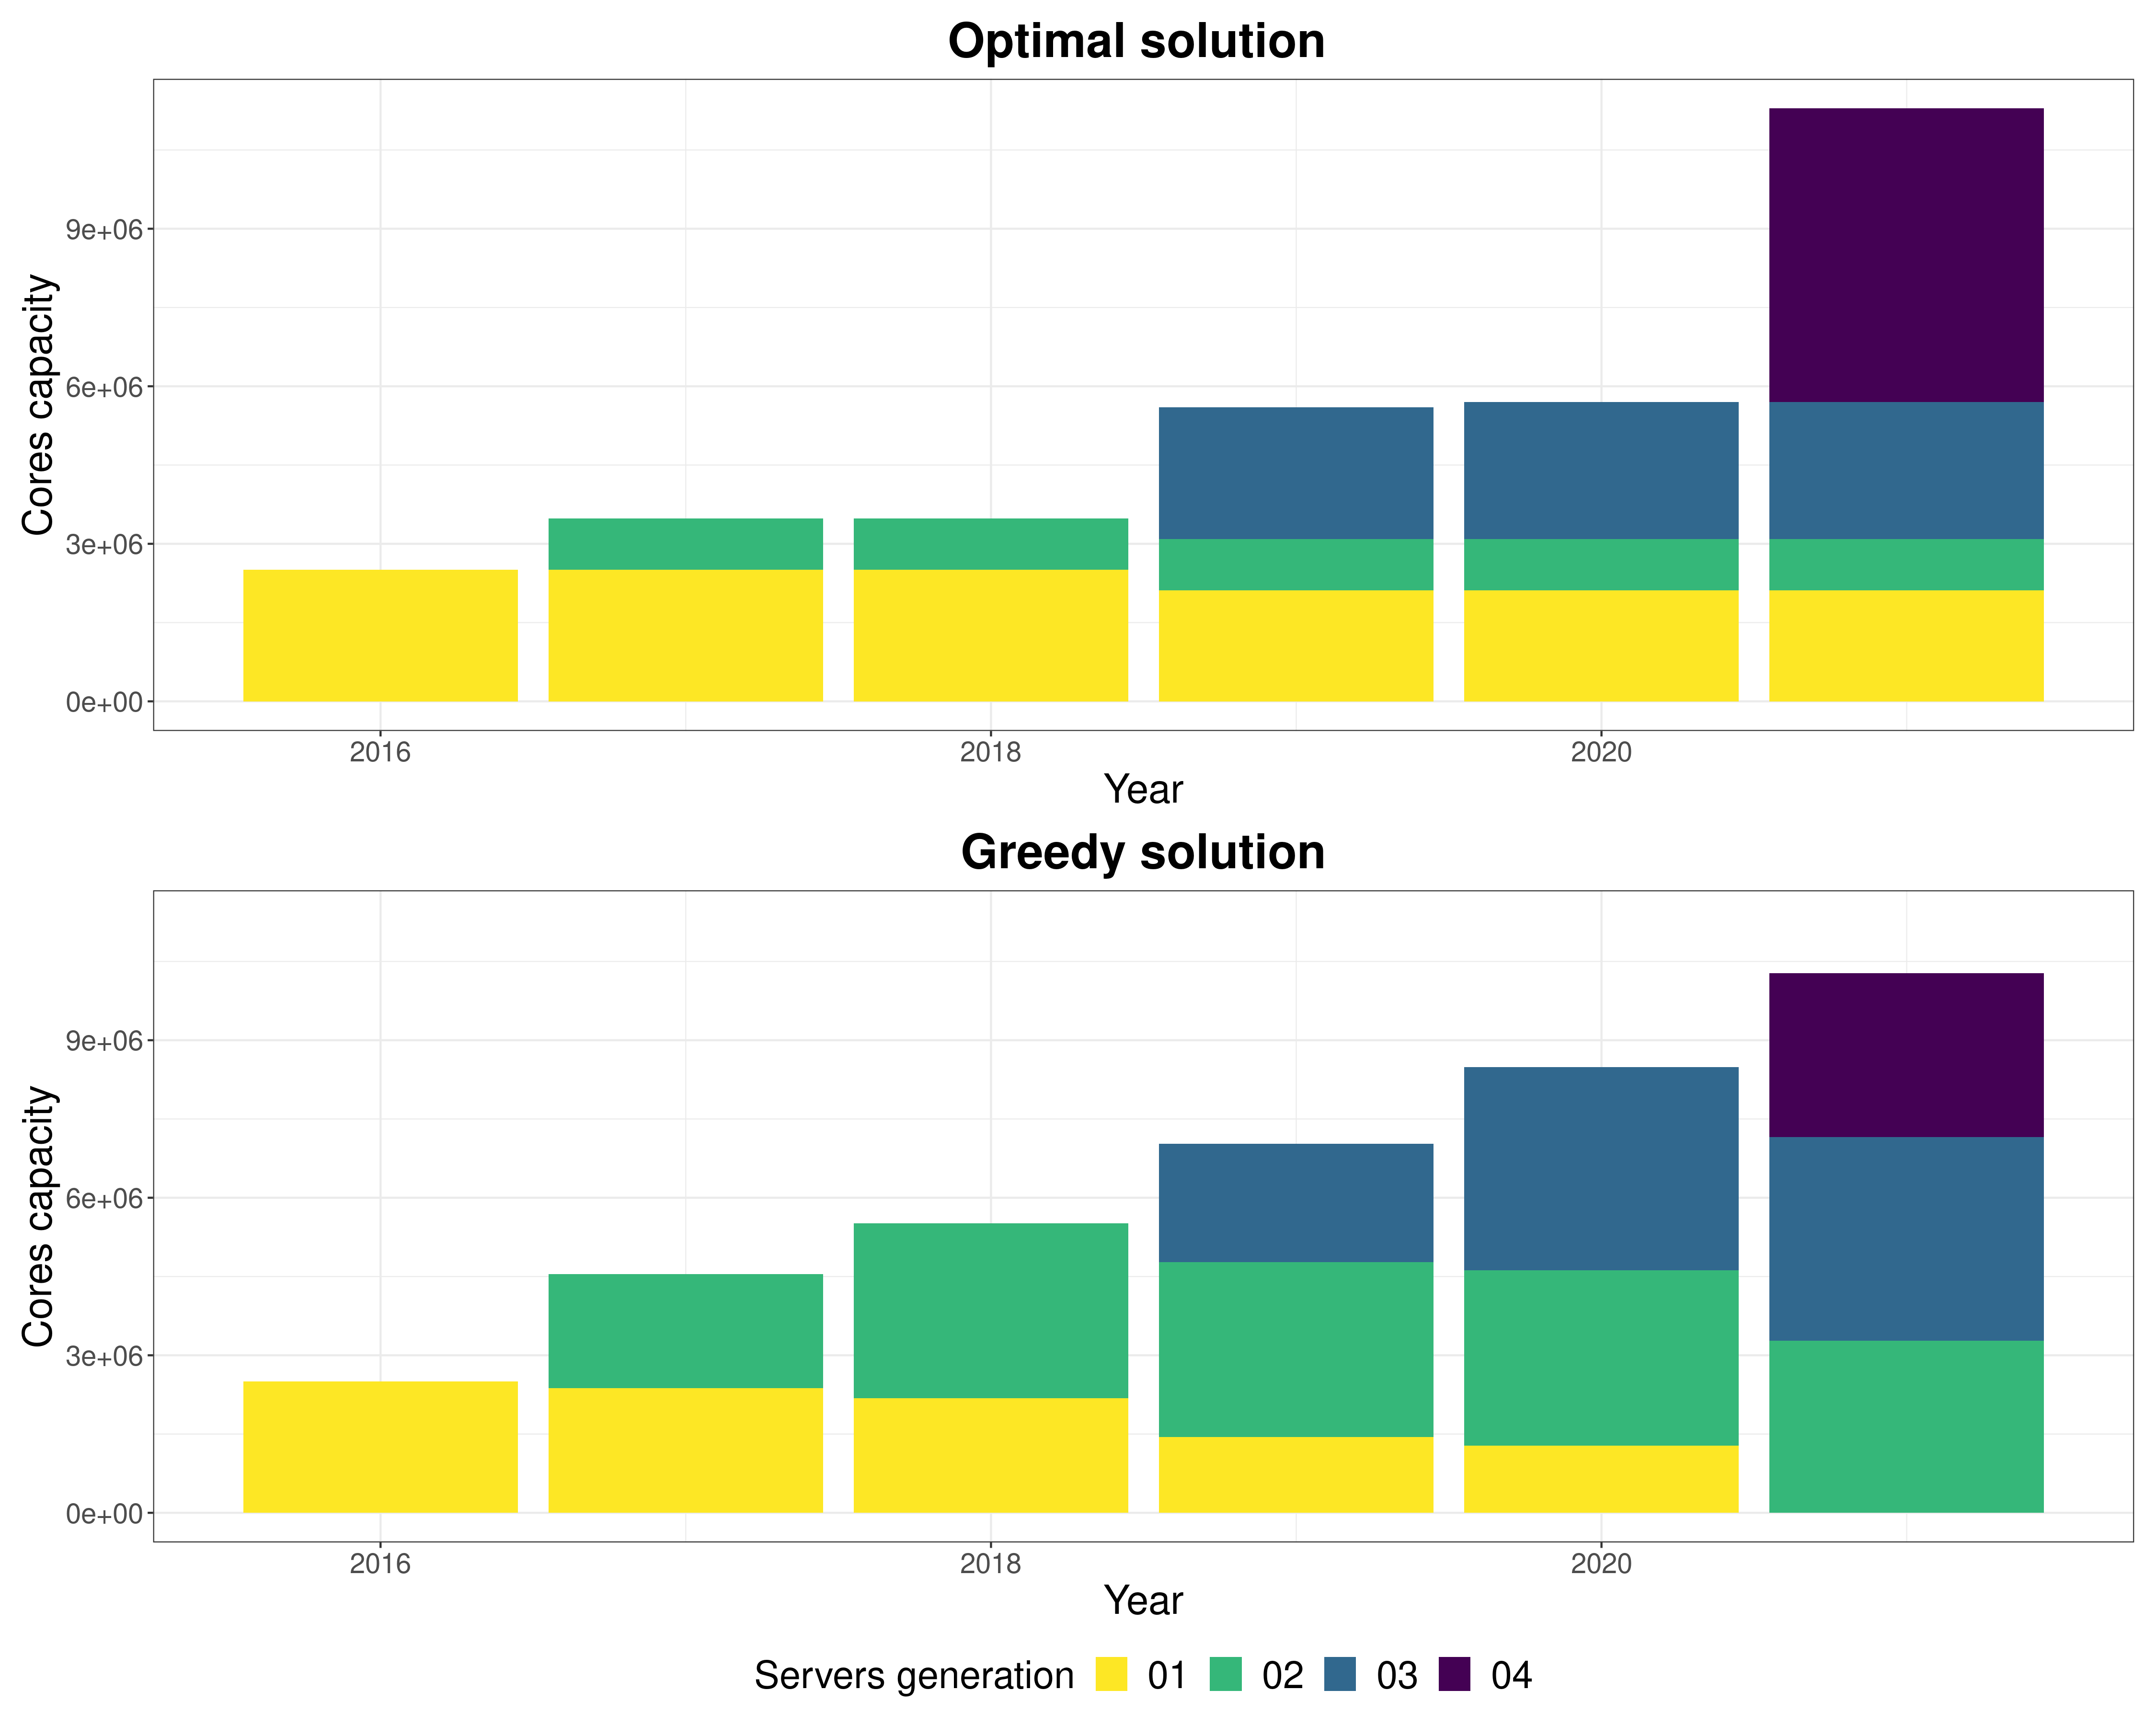 Optimal solution
Cores capacity
9e+06
6e+06
3e+06
0e+00
2016 2018 2020
Year
Greedy solution
Cores capacity
9e+06
6e+06
3e+06
0e+00
2016 2018 2020
Year
Servers generation 01 02 03 04